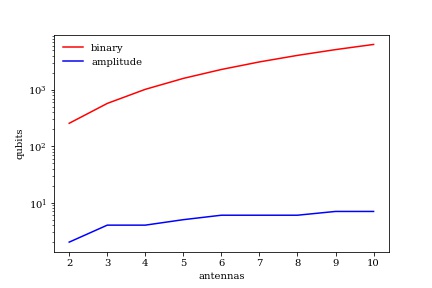 binary
amplitude
10³
10²
10¹
qubits
2 3 4 5 6 7 8 9 10
antennas